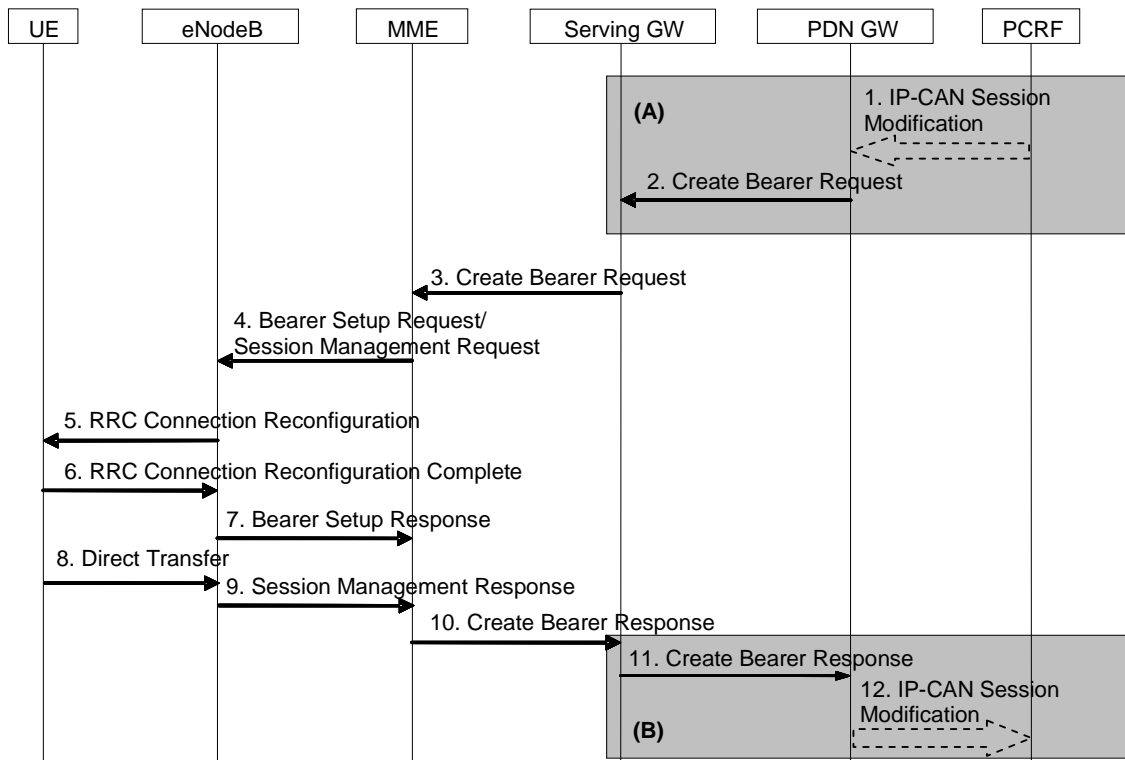 UE
eNodeB
MME
Serving GW
PDN GW
PCRF
(A)
1. IP-CAN Session
Modification
2. Create Bearer Request
3. Create Bearer Request
4. Bearer Setup Request/
Session Management Request
5. RRC Connection Reconfiguration
6. RRC Connection Reconfiguration Complete
7. Bearer Setup Response
8. Direct Transfer
9. Session Management Response
10. Create Bearer Response
11. Create Bearer Response
12. IP-CAN Session
Modification
(B)